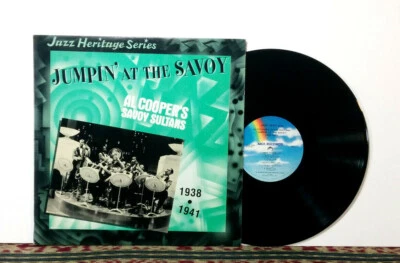 Jazz Heritage Series
JUMPIN' AT THE SAVOY
AL COOPER'S
SAVOY SULTANS
1938
1941